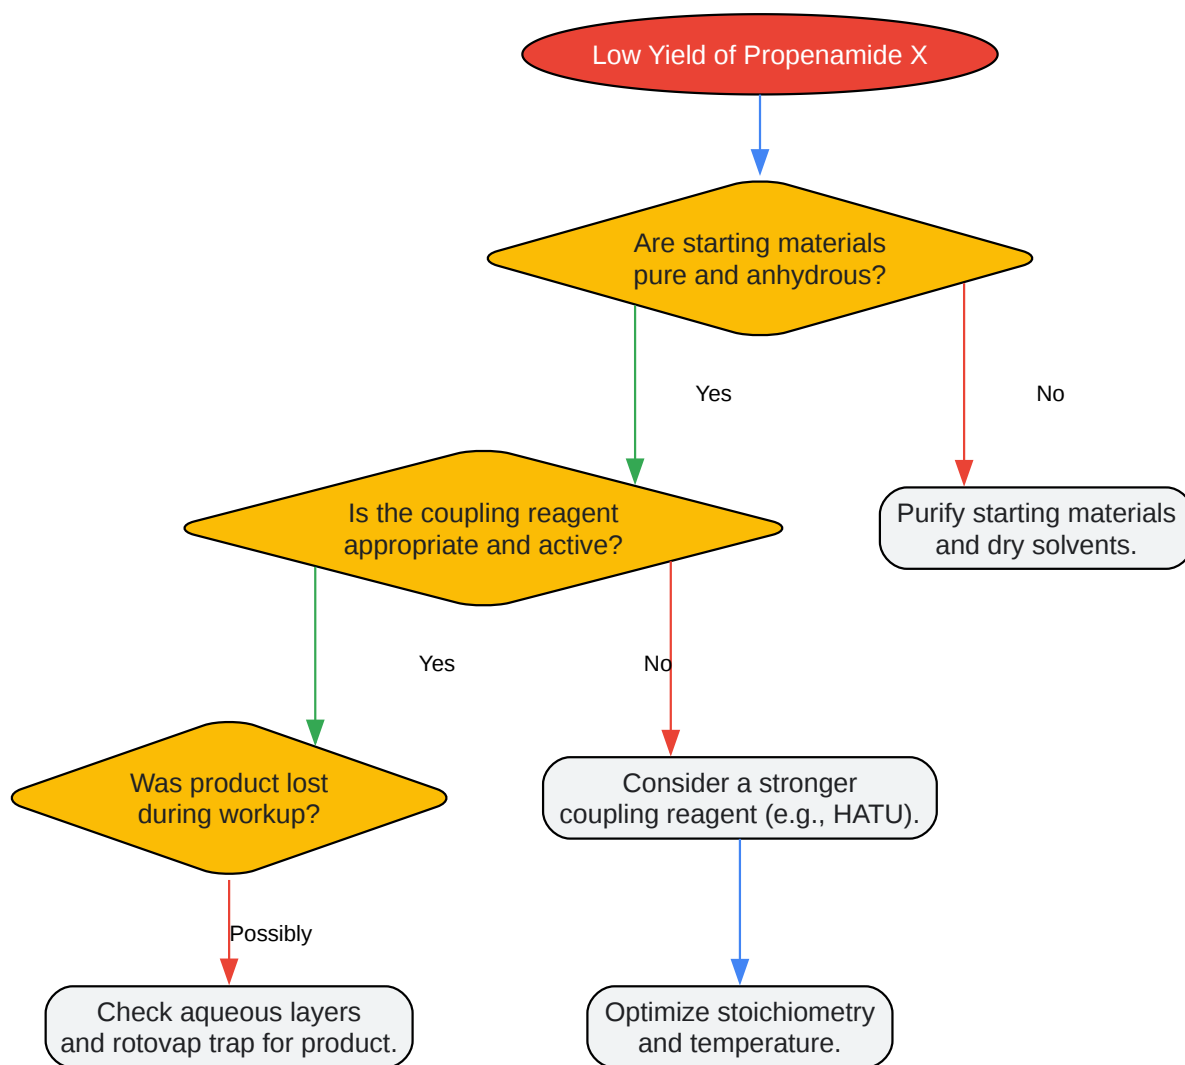 Low Yield of Propenamide X
Are starting materials
pure and anhydrous?
Yes
No
Is the coupling reagent
appropriate and active?
Purify starting materials
and dry solvents.
Yes
No
Was product lost
during workup?
Consider a stronger
coupling reagent (e.g., HATU).
Possibly
Check aqueous layers
and rotovap trap for product.
Optimize stoichiometry
and temperature.